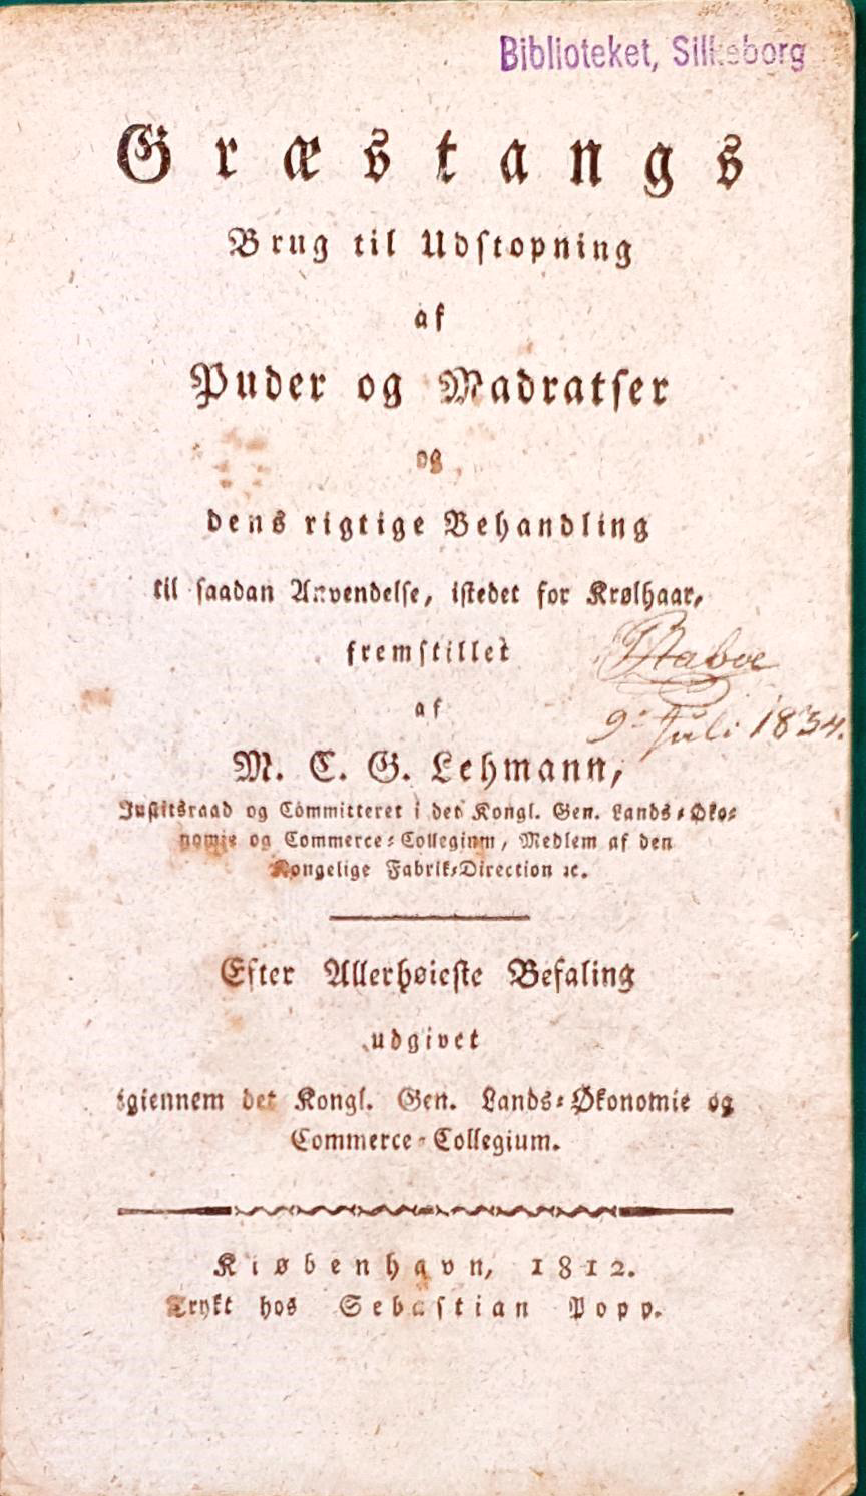 Biblioteket, Silkeborg
Græstangs
Brug til Udstopning
af
Puder og Madratser
og
dens rigtige Behandling
til saadan Anvendelse, istedet for Krølhaar,
fremstillet
af
9 Juli 1834.
M. C. G. Lehmann,
Justitsraad og Committeret i det Kongl. Gen. Lands-Øko-
nomie og Commerce-Collegium, Medlem af den
Kongelige Fabrik-Direction ꝛc.
Efter Allerhøieste Befaling
udgivet
igiennem det Kongl. Gen. Lands-Økonomie og
Commerce-Collegium.
Kiøbenhavn, 1812.
Trykt hos Sebastian Popp.